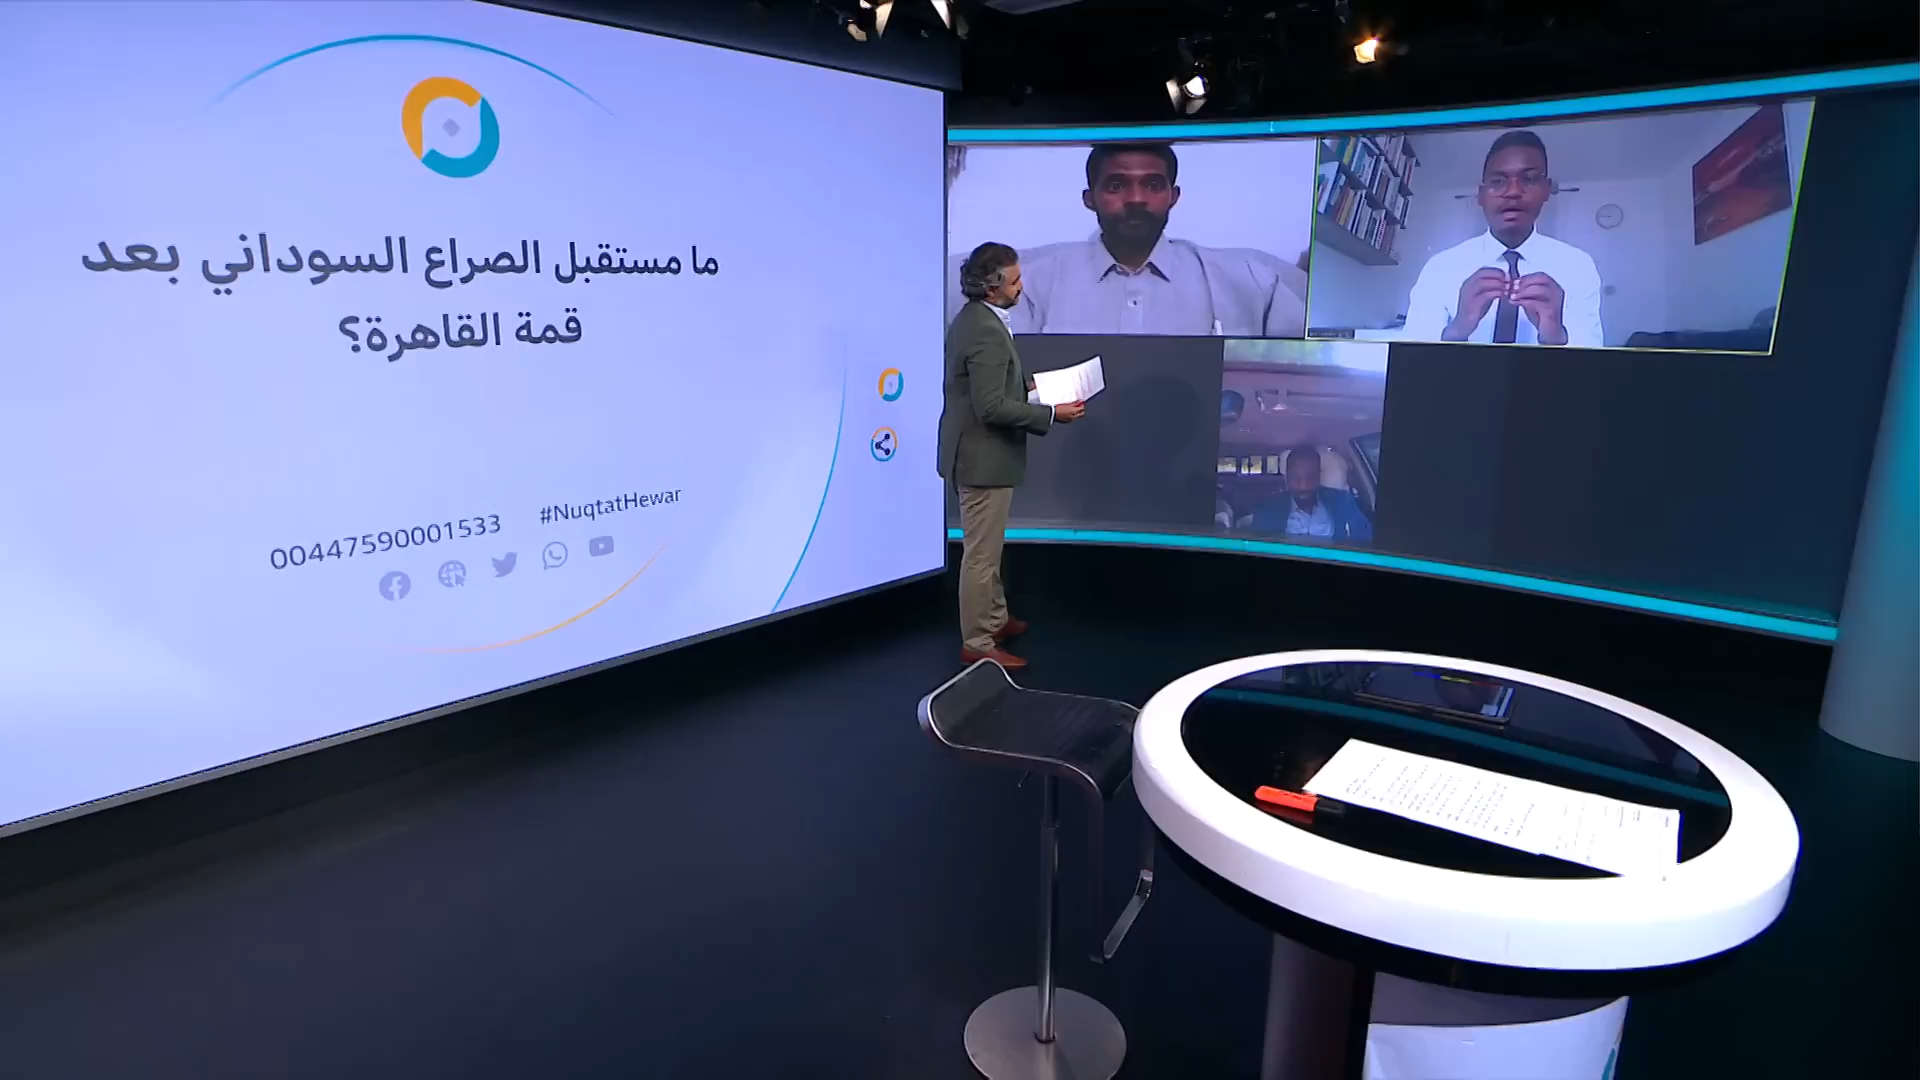 ما مستقبل الصراع السوداني بعد
قمة القاهرة؟
#NuqtatHewar
00447590001533